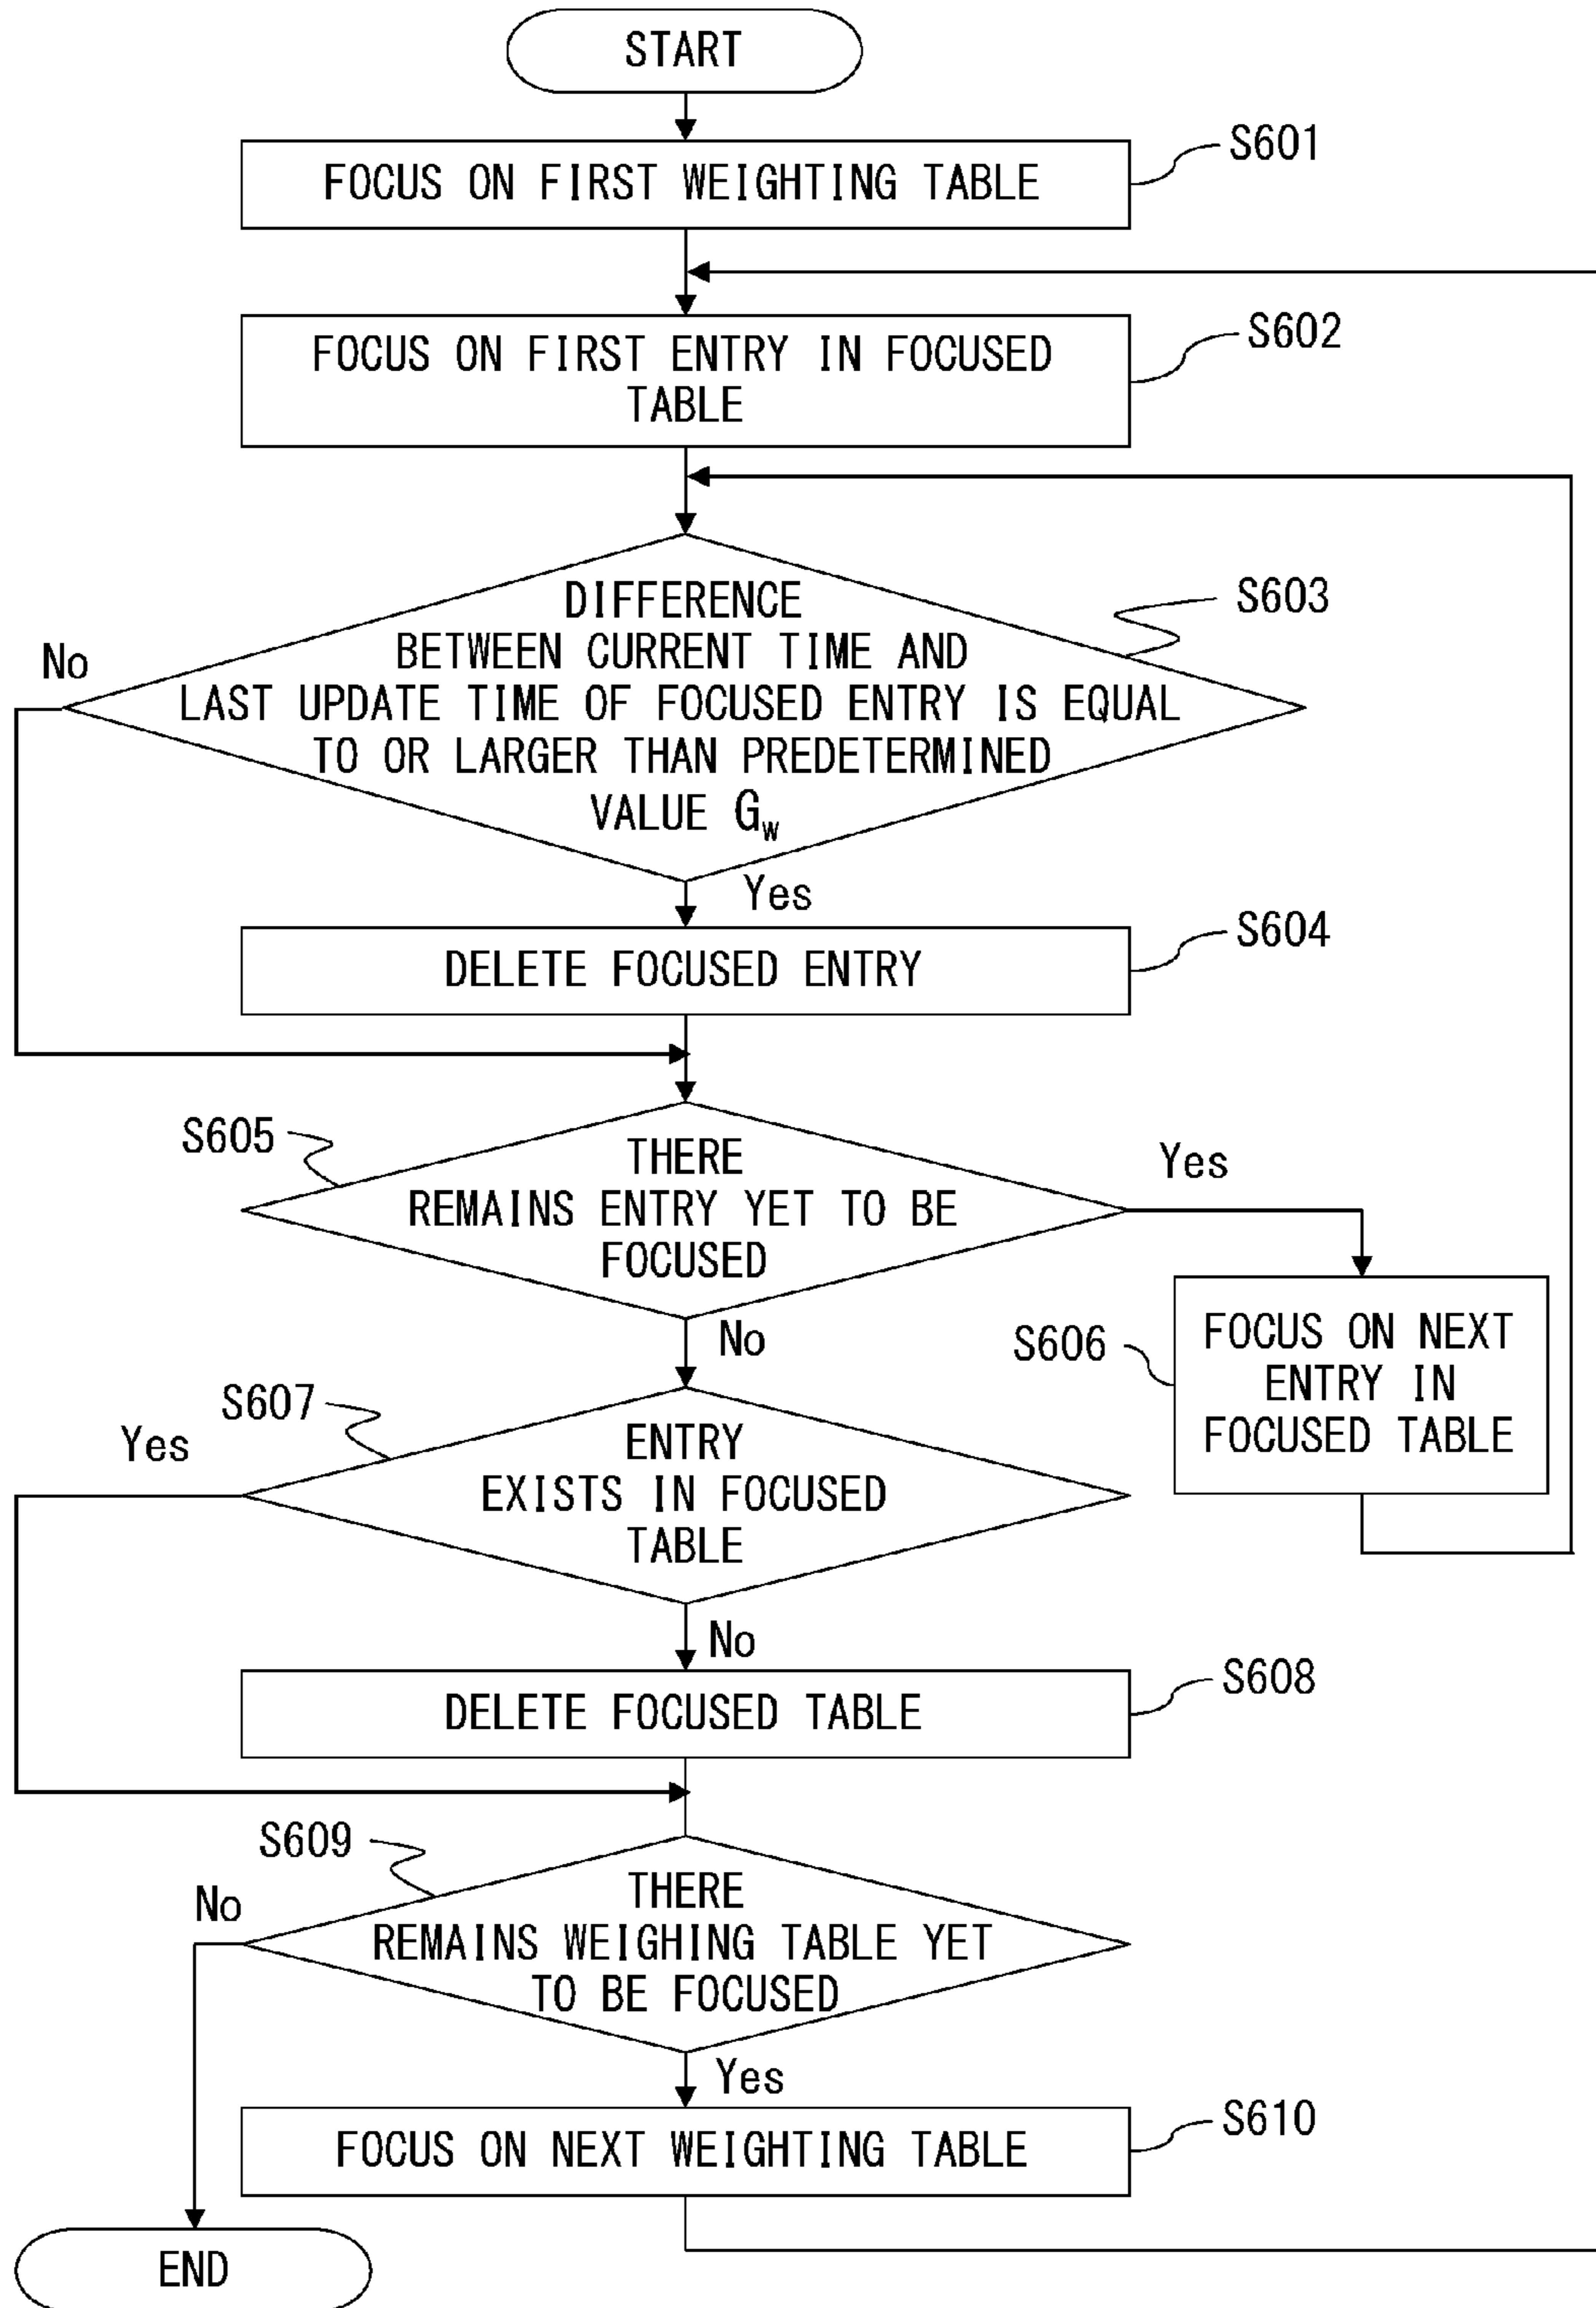 START
FOCUS ON FIRST WEIGHTING TABLE
S601
FOCUS ON FIRST ENTRY IN FOCUSED
TABLE
S602
DIFFERENCE
BETWEEN CURRENT TIME AND
LAST UPDATE TIME OF FOCUSED ENTRY IS EQUAL
TO OR LARGER THAN PREDETERMINED
VALUE Gw
S603
No
Yes
DELETE FOCUSED ENTRY
S604
S605
THERE
REMAINS ENTRY YET TO BE
FOCUSED
Yes
No
S606
FOCUS ON NEXT
ENTRY IN
FOCUSED TABLE
S607
Yes
ENTRY
EXISTS IN FOCUSED
TABLE
No
DELETE FOCUSED TABLE
S608
S609
No
THERE
REMAINS WEIGHING TABLE YET
TO BE FOCUSED
Yes
FOCUS ON NEXT WEIGHTING TABLE
S610
END